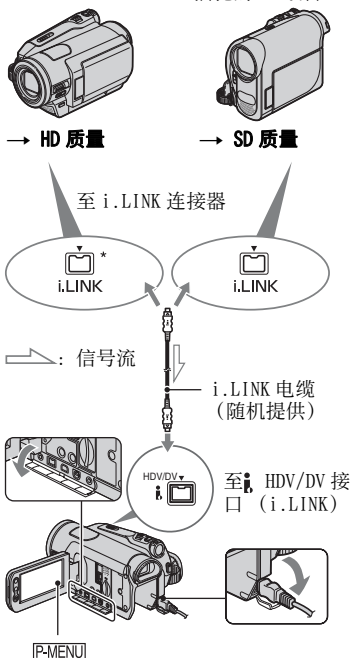 → HD 质量
→ SD 质量
至 i.LINK 连接器
*
i.LINK
i.LINK
: 信号流
i.LINK 电缆
(随机提供)
HDV/DV
i
至i HDV/DV 接
口 (i.LINK)
P-MENU